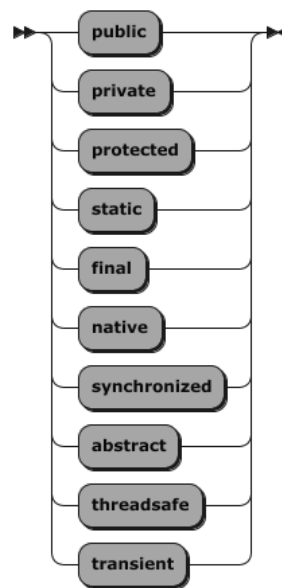 public
private
protected
static
final
native
synchronized
abstract
threadsafe
transient